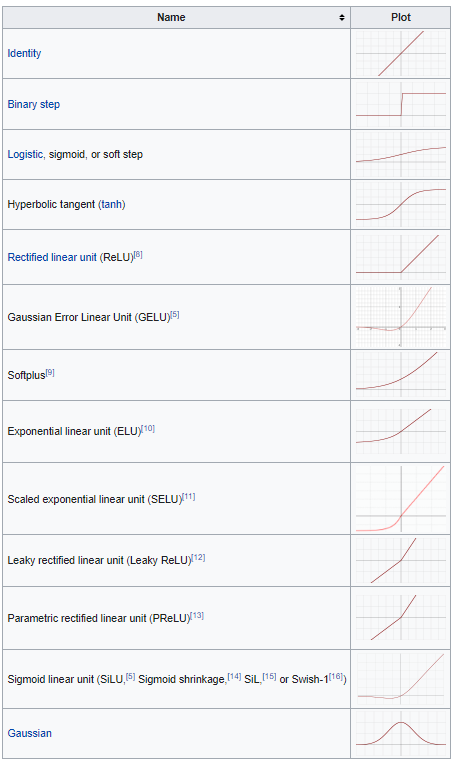 Name Plot
Identity
Binary step
Logistic, sigmoid, or soft step
Hyperbolic tangent (tanh)
Rectified linear unit (ReLU)[8]
Gaussian Error Linear Unit (GELU)[5]
Softplus[9]
Exponential linear unit (ELU)[10]
Scaled exponential linear unit (SELU)[11]
Leaky rectified linear unit (Leaky ReLU)[12]
Parametric rectified linear unit (PReLU)[13]
Sigmoid linear unit (SiLU,[5] Sigmoid shrinkage,[14] SiL,[15] or Swish-1[16])
Gaussian